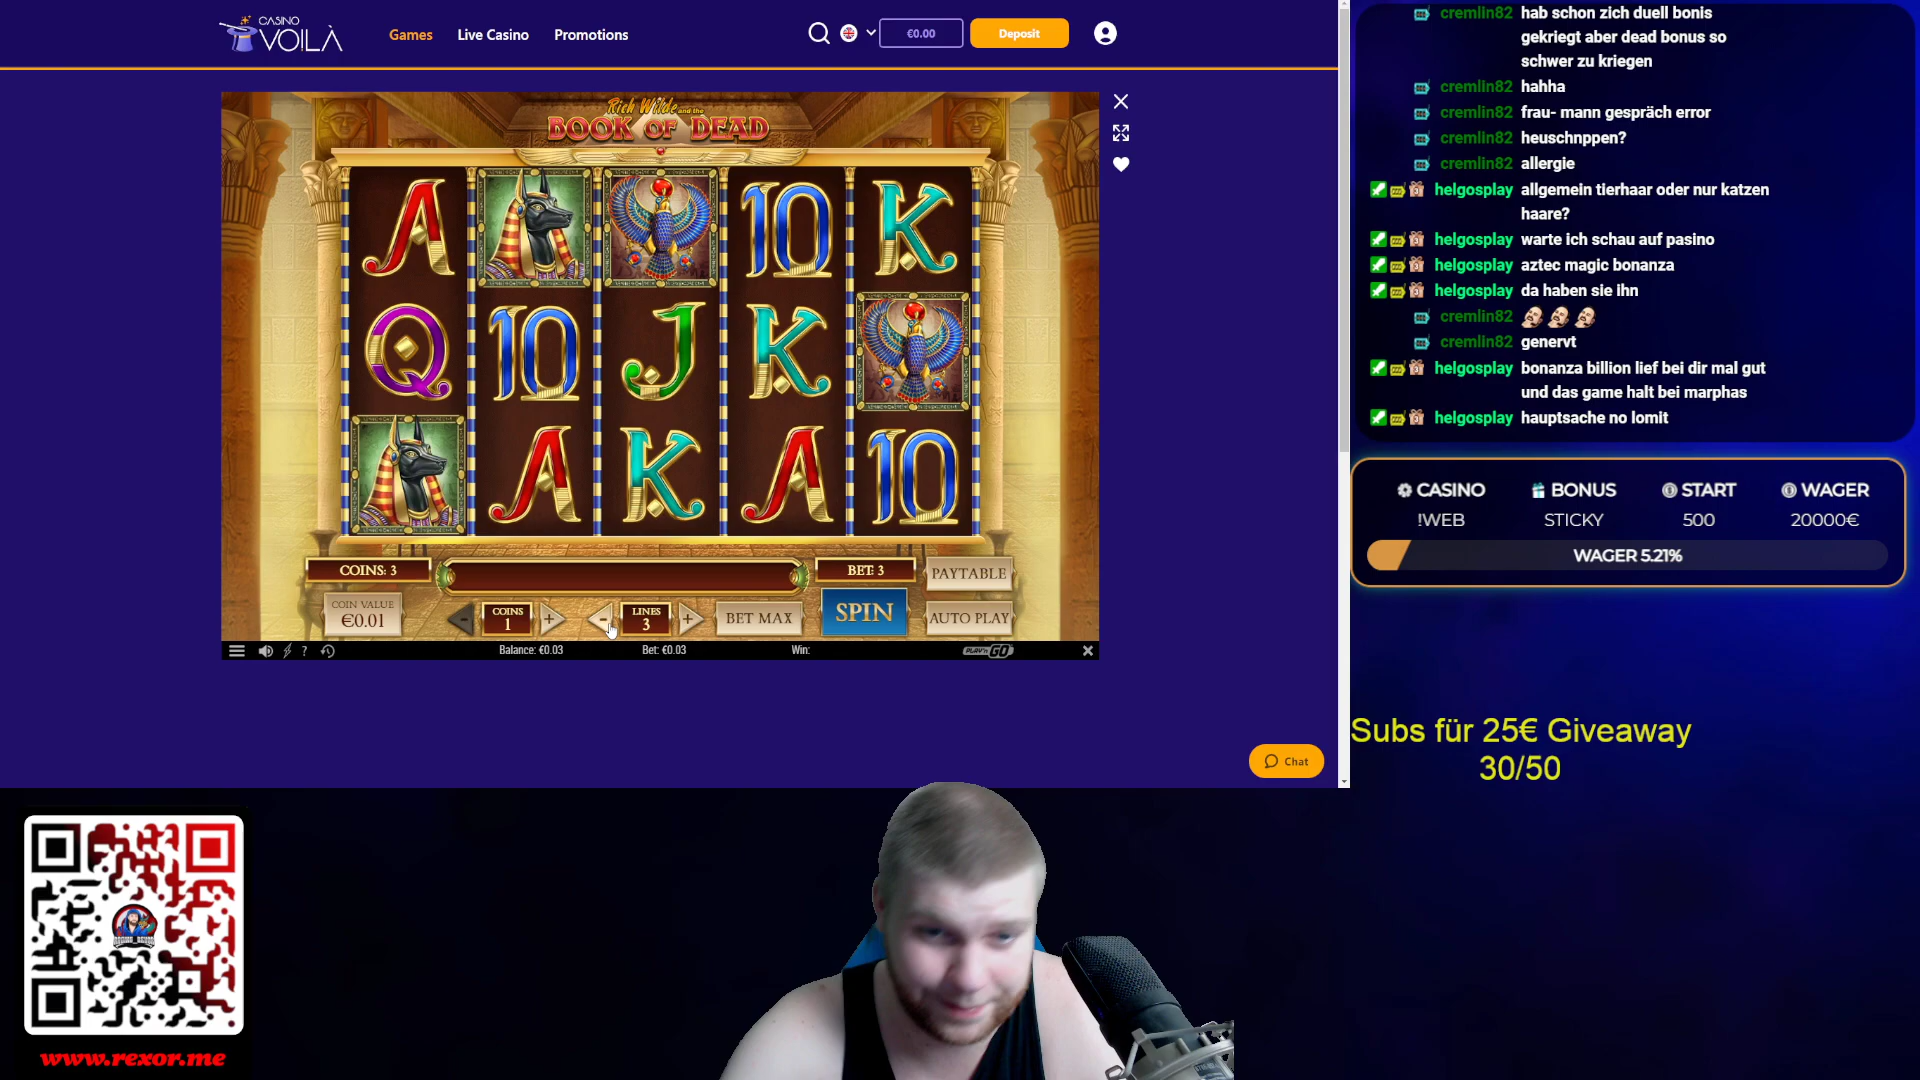 CASINO
VOILÀ
Games
Live Casino
Promotions
€0.00
Deposit
Rich Wilde and the
BOOK OF DEAD
A
10
K
Q
10
J
K
A
K
A
10
COINS: 3
BET: 3
PAYTABLE
COIN VALUE
€0.01
-
COINS
1
+
-
LINES
3
+
BET MAX
SPIN
AUTO PLAY
?
Balance: €0.03
Bet: €0.03
Win:
PLAY'N GO
Chat
cremlin82 hab schon zich duell bonis
gekriegt aber dead bonus so
schwer zu kriegen
cremlin82 hahha
cremlin82 frau- mann gespräch error
cremlin82 heuschnppen?
cremlin82 allergie
helgosplay allgemein tierhaar oder nur katzen
haare?
helgosplay warte ich schau auf pasino
helgosplay aztec magic bonanza
helgosplay da haben sie ihn
cremlin82
cremlin82 genervt
helgosplay bonanza billion lief bei dir mal gut
und das game halt bei marphas
helgosplay hauptsache no lomit
CASINO BONUS START WAGER
!WEB STICKY 500 20000€
WAGER 5.21%
Subs für 25€ Giveaway
30/50
www.rexor.me